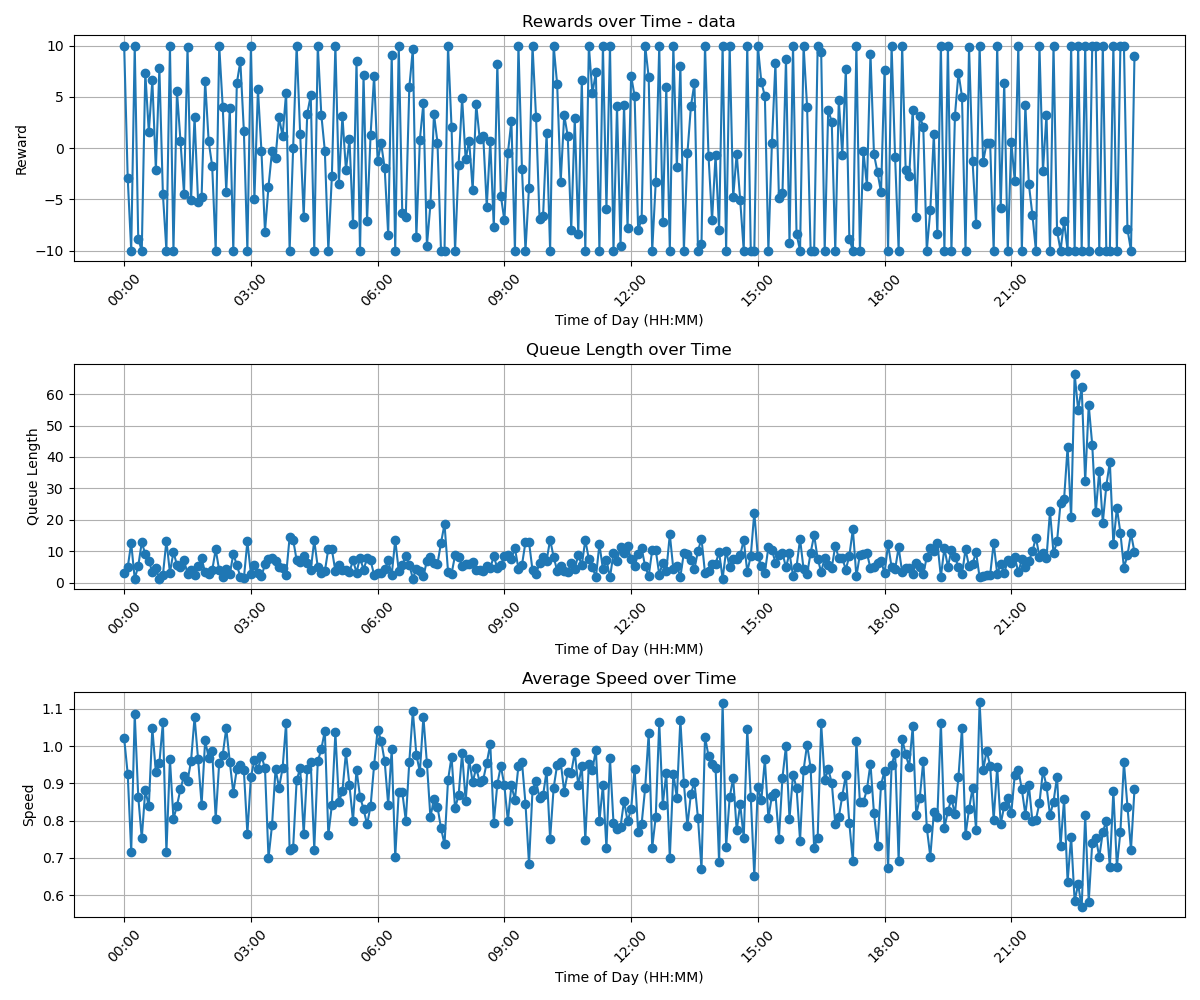 Rewards over Time - data
Reward
10
5
0
−5
−10
00:00 03:00 06:00 09:00 12:00 15:00 18:00 21:00
Time of Day (HH:MM)
Queue Length over Time
Queue Length
60
50
40
30
20
10
0
00:00 03:00 06:00 09:00 12:00 15:00 18:00 21:00
Time of Day (HH:MM)
Average Speed over Time
Speed
1.1
1.0
0.9
0.8
0.7
0.6
00:00 03:00 06:00 09:00 12:00 15:00 18:00 21:00
Time of Day (HH:MM)